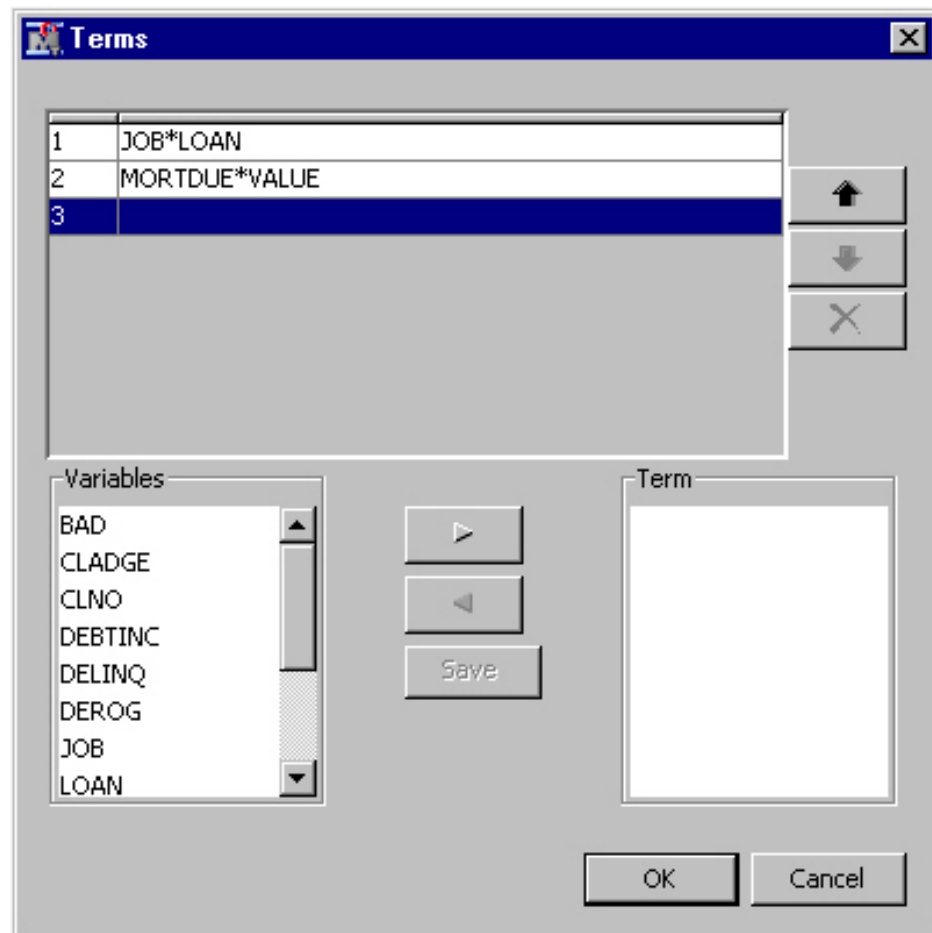 Terms
1 JOB*LOAN
2 MORTDUE*VALUE
3
Variables
Term
BAD
CLADGE
CLNO
DEBTINC
DELINQ
DEROG
JOB
LOAN
Save
OK
Cancel